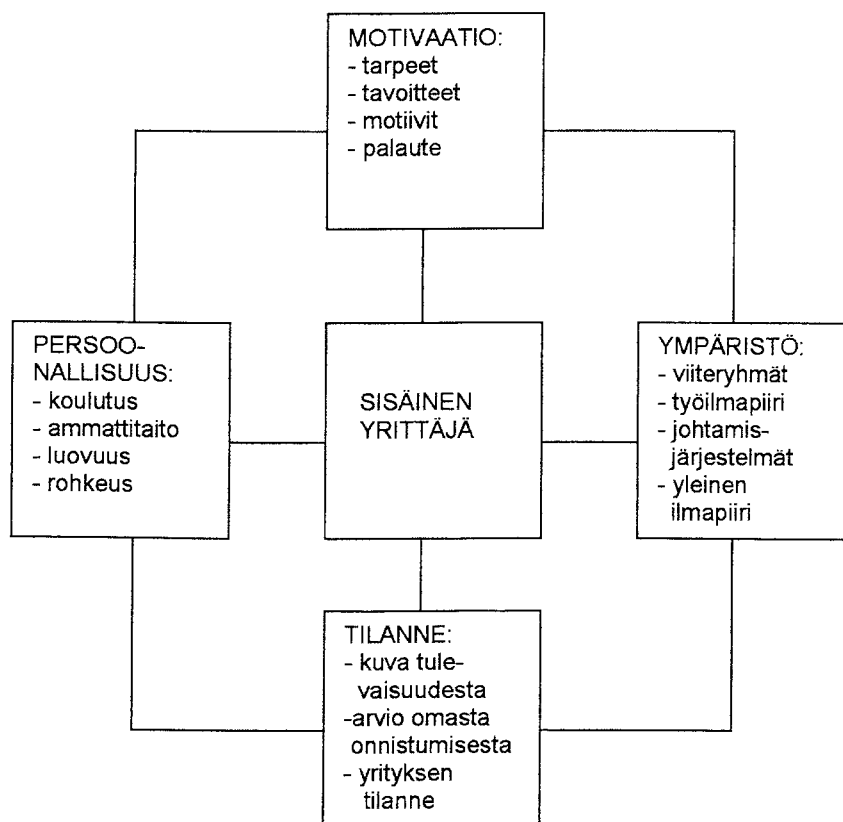 MOTIVAATIO:
- tarpeet
- tavoitteet
- motiivit
- palaute
PERSOO-
NALLISUUS:
- koulutus
- ammattitaito
- luovuus
- rohkeus
SISÄINEN
YRITTÄJÄ
YMPÄRISTÖ:
- viiteryhmät
- työilmapiiri
- johtamis-
järjestelmät
- yleinen
ilmapiiri
TILANNE:
- kuva tule-
vaisuudesta
-arvio omasta
onnistumisesta
- yrityksen
tilanne